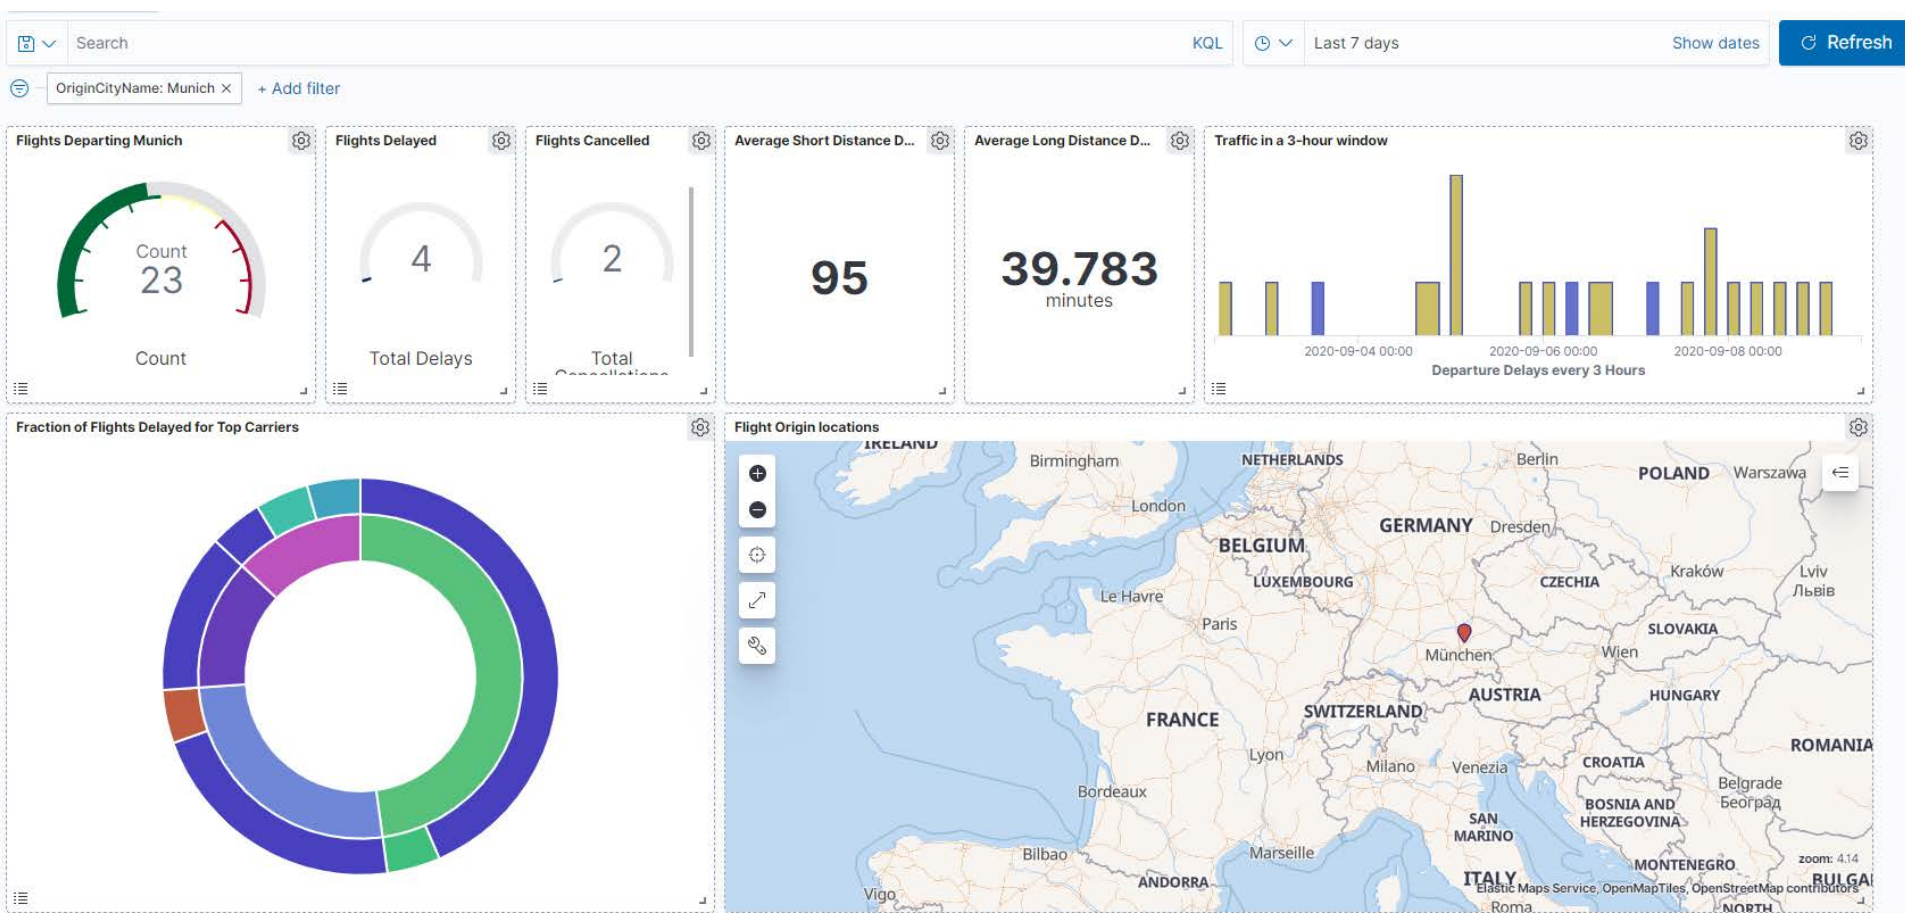 Search
KQL
Last 7 days
Show dates
Refresh
OriginCityName: Munich ×
+ Add filter
Flights Departing Munich
Flights Delayed
Flights Cancelled
Average Short Distance D...
Average Long Distance D...
Traffic in a 3-hour window
Count
23
Count
4
Total Delays
2
Total
Cancellations
95
39.783
minutes
2020-09-04 00:00
2020-09-06 00:00
2020-09-08 00:00
Departure Delays every 3 Hours
Fraction of Flights Delayed for Top Carriers
Flight Origin locations
IRELAND
Birmingham
NETHERLANDS
Berlin
POLAND
Warszawa
London
GERMANY
Dresden
BELGIUM
LUXEMBOURG
CZECHIA
Kraków
Lviv
Львів
Le Havre
Paris
SLOVAKIA
München
Wien
AUSTRIA
HUNGARY
FRANCE
SWITZERLAND
ROMANIA
Lyon
Milano
Venezia
CROATIA
Bordeaux
Belgrade
Београд
BOSNIA AND
HERZEGOVINA
SAN
MARINO
Bilbao
Marseille
MONTENEGRO
zoom: 4.14
ANDORRA
ITALY
BULGA
Vigo
Elastic Maps Service, OpenMapTiles, OpenStreetMap contributors
Roma
NORTH